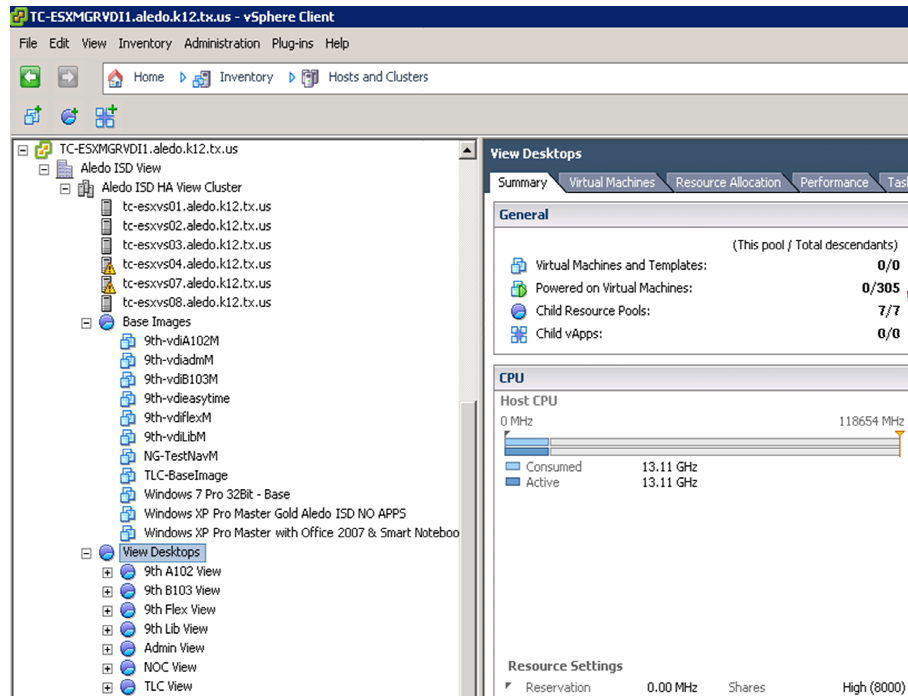 TC-ESXMGRVDI1.aledo.k12.tx.us - vSphere Client
File Edit View Inventory Administration Plug-ins Help
Home Inventory Hosts and Clusters
TC-ESXMGRVDI1.aledo.k12.tx.us
Aledo ISD View
Aledo ISD HA View Cluster
tc-esxvs01.aledo.k12.tx.us
tc-esxvs02.aledo.k12.tx.us
tc-esxvs03.aledo.k12.tx.us
tc-esxvs04.aledo.k12.tx.us
tc-esxvs07.aledo.k12.tx.us
tc-esxvs08.aledo.k12.tx.us
Base Images
9th-vdiA102M
9th-vdiadmM
9th-vdiB103M
9th-vdieasytime
9th-vdiflexM
9th-vdiLibM
NG-TestNavM
TLC-BaseImage
Windows 7 Pro 32Bit - Base
Windows XP Pro Master Gold Aledo ISD NO APPS
Windows XP Pro Master with Office 2007 & Smart Noteboo
View Desktops
9th A102 View
9th B103 View
9th Flex View
9th Lib View
Admin View
NOC View
TLC View
View Desktops
Summary Virtual Machines Resource Allocation Performance Tas
General
(This pool / Total descendants)
Virtual Machines and Templates: 0/0
Powered on Virtual Machines: 0/305
Child Resource Pools: 7/7
Child vApps: 0/0
CPU
Host CPU
0 MHz 118654 MHz
Consumed 13.11 GHz
Active 13.11 GHz
Resource Settings
Reservation 0.00 MHz Shares High (8000)